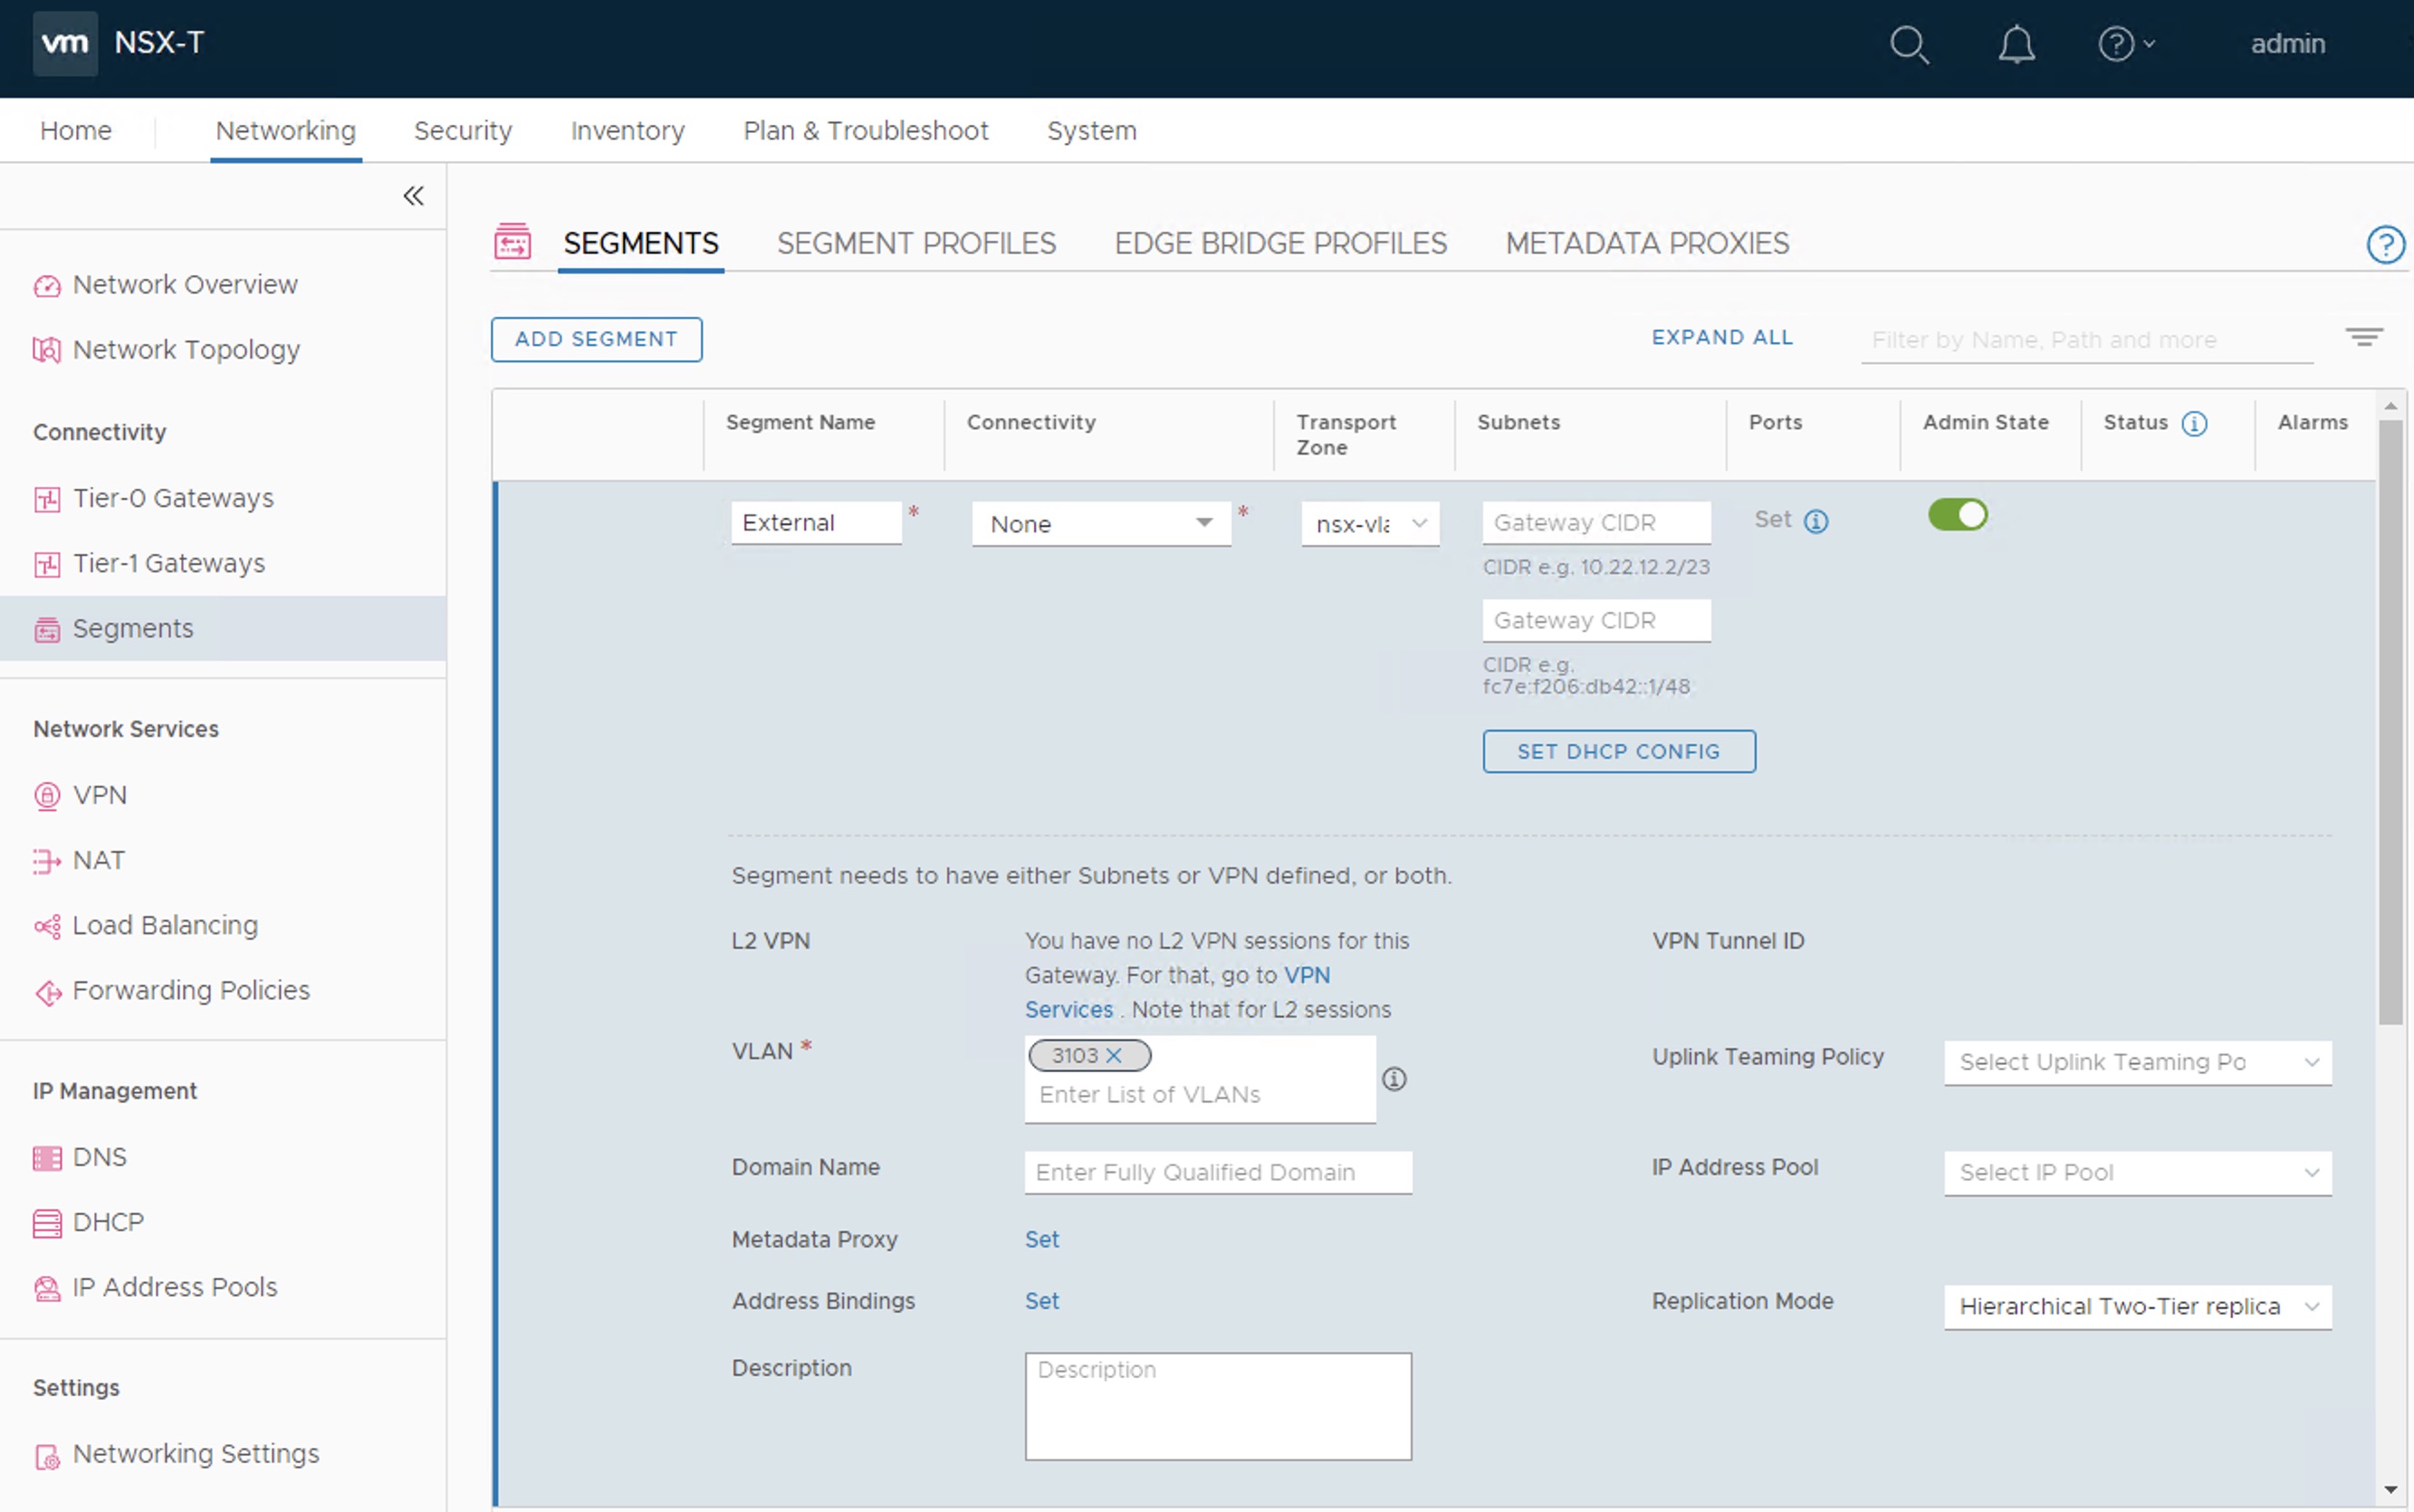 vm NSX-T
admin
Home Networking Security Inventory Plan & Troubleshoot System
Network Overview
Network Topology
Connectivity
Tier-0 Gateways
Tier-1 Gateways
Segments
Network Services
VPN
NAT
Load Balancing
Forwarding Policies
IP Management
DNS
DHCP
IP Address Pools
Settings
Networking Settings
SEGMENTS SEGMENT PROFILES EDGE BRIDGE PROFILES METADATA PROXIES
ADD SEGMENT EXPAND ALL Filter by Name, Path and more
Segment Name Connectivity Transport Zone Subnets Ports Admin State Status Alarms
External * None * nsx-vla Gateway CIDR Set
CIDR e.g. 10.22.12.2/23
Gateway CIDR
CIDR e.g.
fc7e:f206:db42::1/48
SET DHCP CONFIG
Segment needs to have either Subnets or VPN defined, or both.
L2 VPN You have no L2 VPN sessions for this VPN Tunnel ID
Gateway. For that, go to VPN
Services . Note that for L2 sessions
VLAN * 3103 Uplink Teaming Policy Select Uplink Teaming Po
Enter List of VLANs
Domain Name Enter Fully Qualified Domain IP Address Pool Select IP Pool
Metadata Proxy Set
Address Bindings Set Replication Mode Hierarchical Two-Tier replica
Description Description